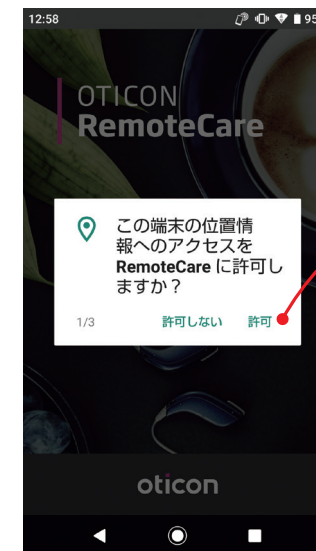 12:58
95
OTICON
RemoteCare
この端末の位置情
報へのアクセスを
RemoteCare に許可し
ますか？
1/3
許可しない
許可
oticon